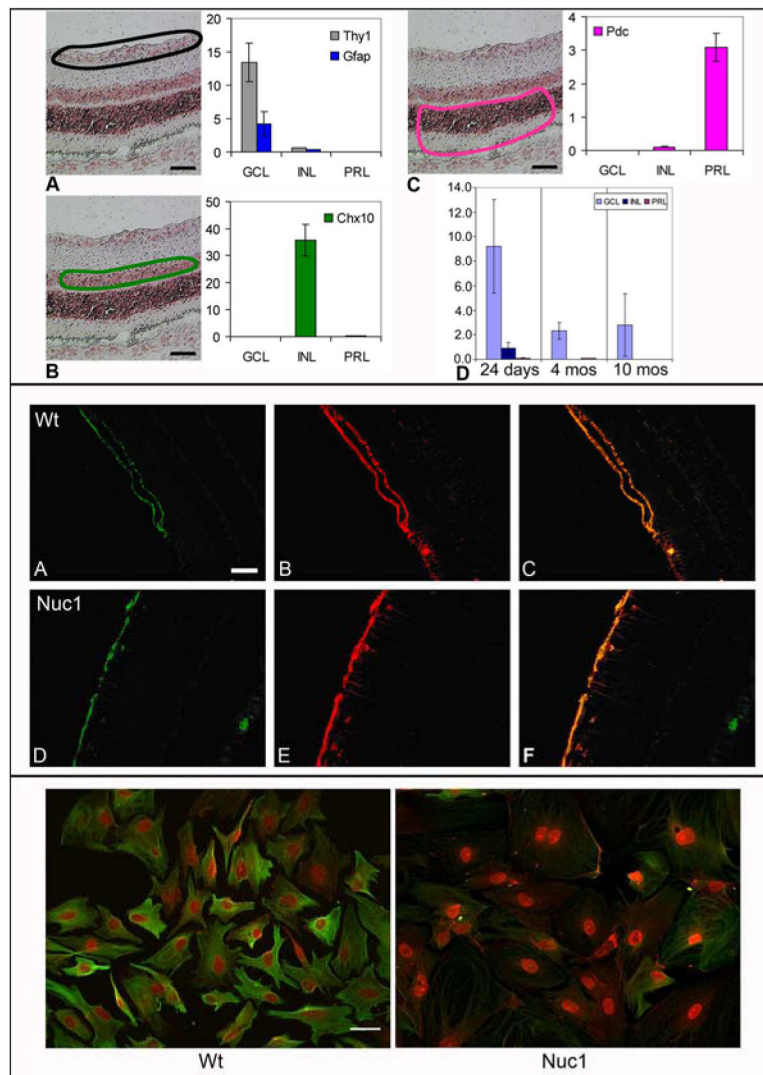 15
10
5
0
Thy1
Gfap
GCL INL PRL
A
4
3
2
1
0
Pdc
GCL INL PRL
C
60
50
40
30
20
10
0
Chx10
GCL INL PRL
B
14.0
12.0
10.0
8.0
6.0
4.0
2.0
0.0
GCL INL PRL
24 days 4 mos 10 mos
D
Wt
A B C
Nuc1
D E F
Wt Nuc1